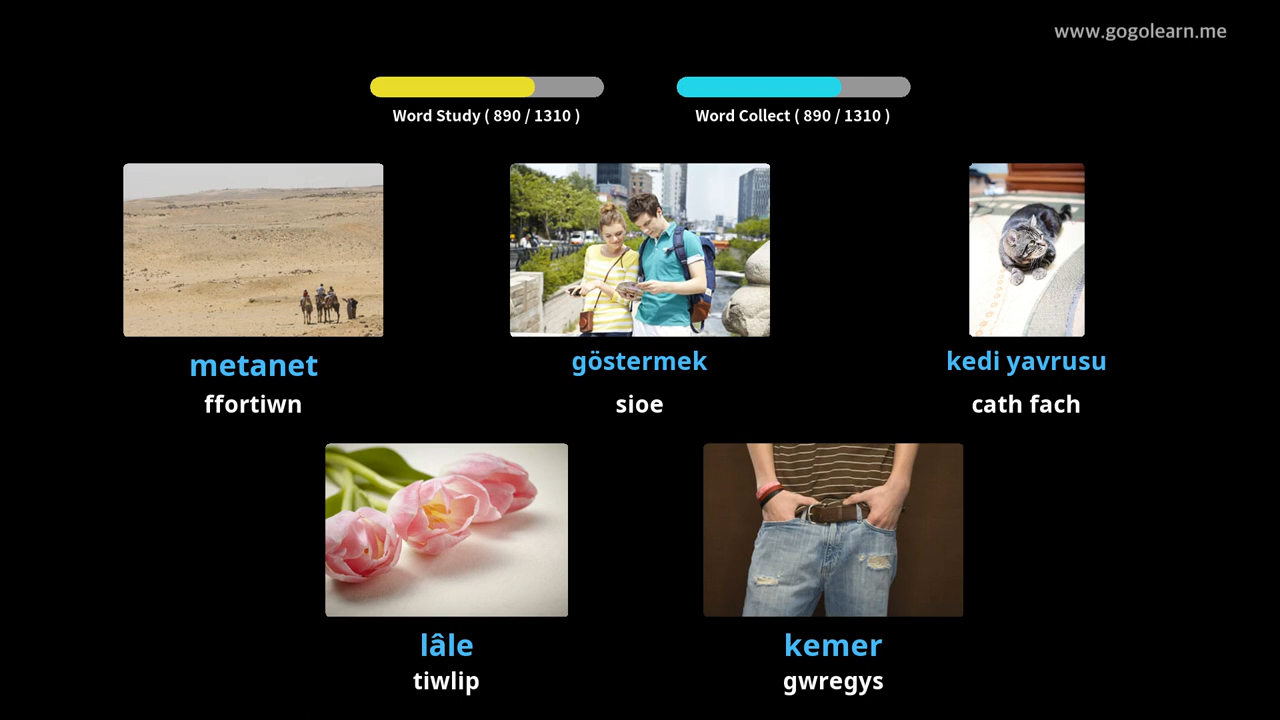 www.gogolearn.me
Word Study ( 890 / 1310 )
Word Collect ( 890 / 1310 )
metanet
göstermek
kedi yavrusu
ffortiwn
sioe
cath fach
lâle
kemer
tiwlip
gwregys